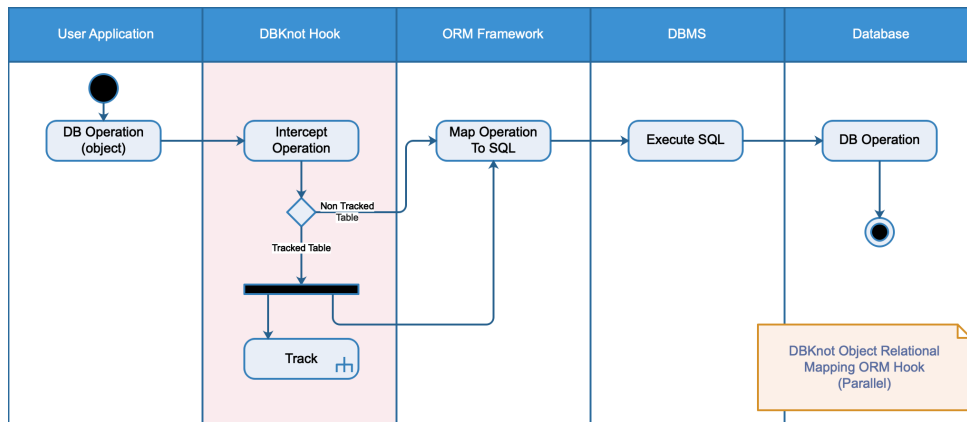 User Application
DBKnot Hook
ORM Framework
DBMS
Database
DB Operation
(object)
Intercept
Operation
Map Operation
To SQL
Execute SQL
DB Operation
Non Tracked
Table
Tracked Table
Track
DBKnot Object Relational
Mapping ORM Hook
(Parallel)